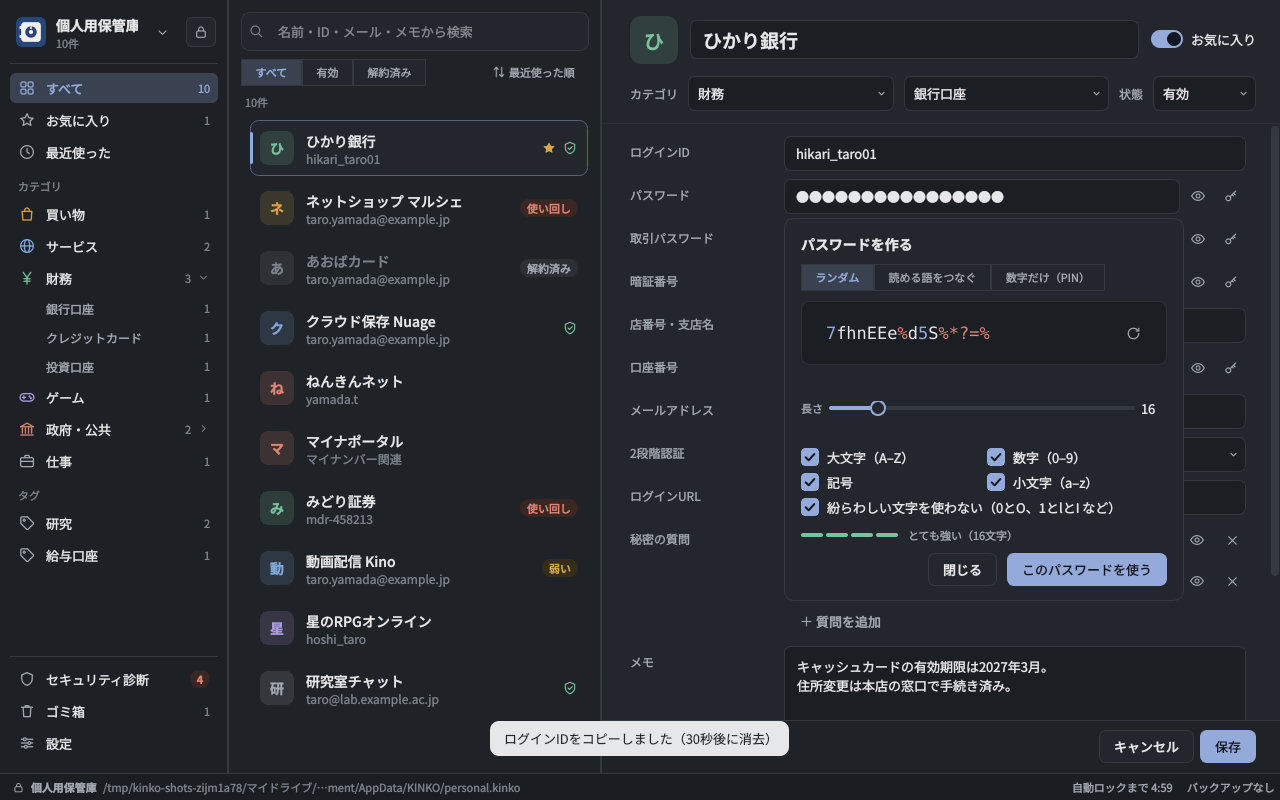 個人用保管庫
10件
すべて 10
お気に入り 1
最近使った
カテゴリ
買い物 1
サービス 2
財務 3
銀行口座 1
クレジットカード 1
投資口座 1
ゲーム 1
政府・公共 2
仕事 1
タグ
研究 2
給与口座 1
セキュリティ診断 4
ゴミ箱 1
設定
名前・ID・メール・メモから検索
すべて 有効 解約済み 最近使った順
10件
ひ ひかり銀行
hikari_taro01
ネ ネットショップ マルシェ
taro.yamada@example.jp 使い回し
あ あおばカード
taro.yamada@example.jp 解約済み
ク クラウド保存 Nuage
taro.yamada@example.jp
ね ねんきんネット
yamada.t
マ マイナポータル
マイナンバー関連
み みどり証券
mdr-458213 使い回し
動 動画配信 Kino
taro.yamada@example.jp 弱い
星 星のRPGオンライン
hoshi_taro
研 研究室チャット
taro@lab.example.ac.jp
ひ ひかり銀行 お気に入り
カテゴリ 財務 銀行口座 状態 有効
ログインID hikari_taro01
パスワード ●●●●●●●●●●●●●●●●
取引パスワード
暗証番号
店番号・支店名
口座番号
メールアドレス
2段階認証
ログインURL
秘密の質問
パスワードを作る
ランダム 読める語をつなぐ 数字だけ（PIN）
7fhnEEe%d5S%*?=%
長さ 16
大文字（A–Z） 数字（0–9）
記号 小文字（a–z）
紛らわしい文字を使わない（0とO、1とlとI など）
とても強い（16文字）
閉じる このパスワードを使う
＋ 質問を追加
メモ キャッシュカードの有効期限は2027年3月。
住所変更は本店の窓口で手続き済み。
ログインIDをコピーしました（30秒後に消去）
キャンセル 保存
個人用保管庫 /tmp/kinko-shots-zijm1a78/マイドライブ/…ment/AppData/KINKO/personal.kinko 自動ロックまで 4:59 バックアップなし